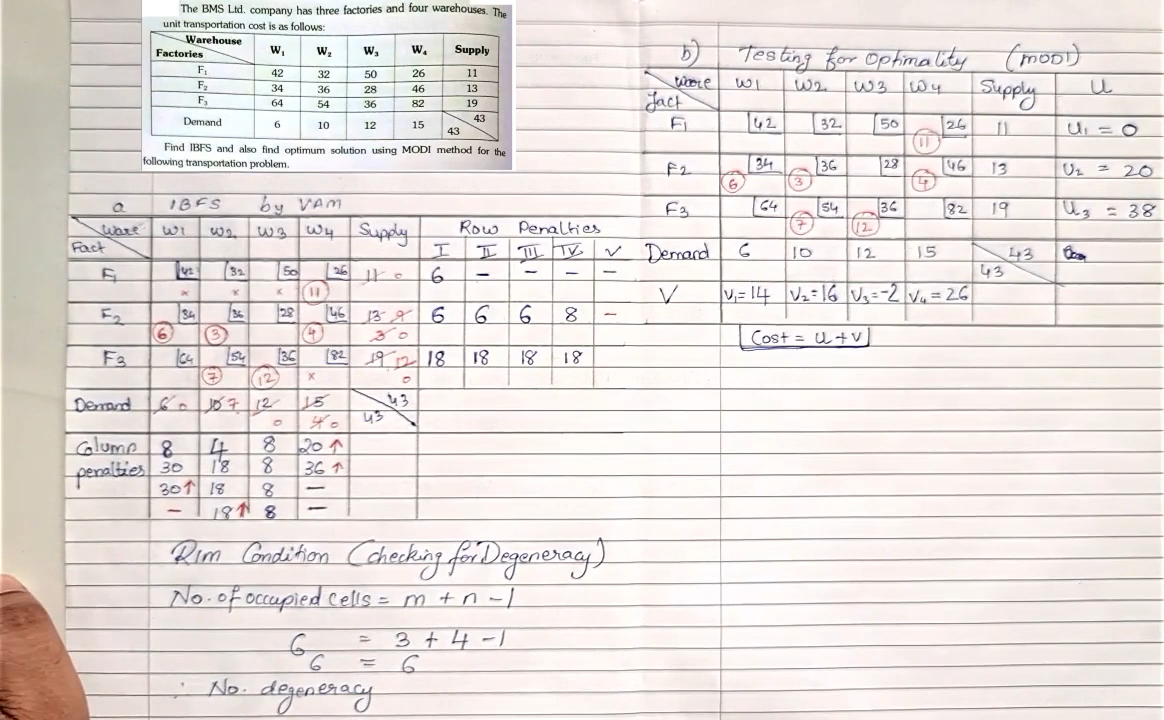 The BMS Ltd. company has three factories and four warehouses. The
unit transportation cost is as follows:
Warehouse
Factories W₁ W₂ W₃ W₄ Supply
F₁ 42 32 50 26 11
F₂ 34 36 28 46 13
F₃ 64 54 36 82 19
Demand 6 10 12 15 43 43
Find IBFS and also find optimum solution using MODI method for the
following transportation problem.
a IBFS by VAM
Ware W1 W2 W3 W4 Supply Row Penalties
Fact I II III IV V
F1 42 32 50 26 11 0 6 - - - -
x x x 11
F2 34 36 28 46 13 9 6 6 6 8 -
6 3 4 3 0
F3 64 54 36 82 19 12 18 18 18 18
7 12 x 0
Demand 6 0 10 7 12 15 43
0 4 0 43
Column 8 4 8 20 ↑
penalties 30 18 8 36 ↑
30↑ 18 8 -
- 18↑ 8 -
Rim Condition (checking for Degeneracy)
No. of occupied cells = m + n - 1
6 = 3 + 4 - 1
6 = 6
∴ No. degeneracy
b) Testing for Optimality (MODI)
Ware W1 W2 W3 W4 Supply U
fact
F1 42 32 50 26 11 U1 = 0
11
F2 34 36 28 46 13 U2 = 20
6 3 4
F3 64 54 36 82 19 U3 = 38
7 12
Demand 6 10 12 15 43
43
V V1=14 V2=16 V3=-2 V4=26
Cost = U+V